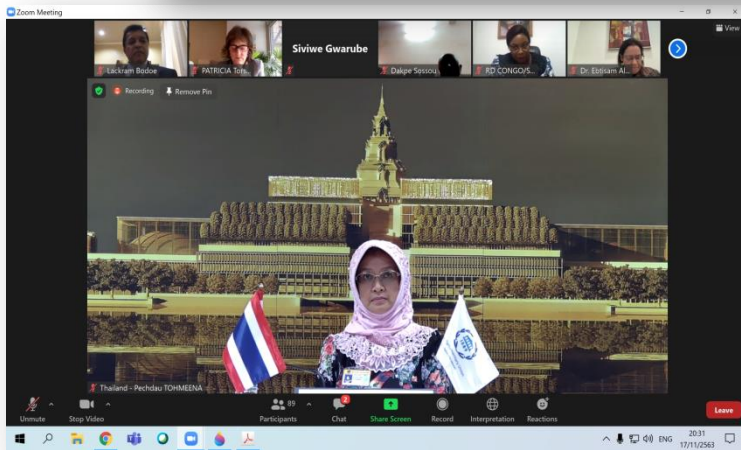 Zoom Meeting
View
Lackram Bodoe
PATRICIA Torr...
Siviwe Gwarube
Dakpe Sossou
RD CONGO/S...
Dr. Ebtisam Al...
Recording
Remove Pin
Thailand - Pechdau TOHMEENA
89
2
Unmute
Stop Video
Participants
Chat
Share Screen
Record
Interpretation
Reactions
Leave
ENG
20:31
17/11/2563